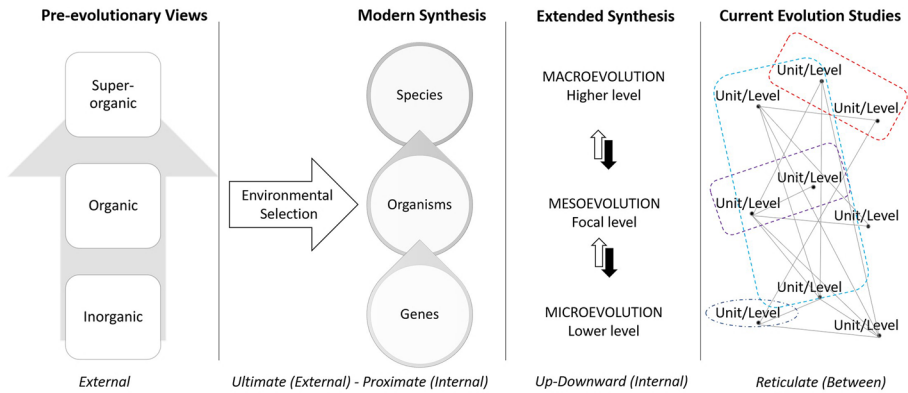 Pre-evolutionary Views
Super-
organic
Organic
Inorganic
External
Modern Synthesis
Environmental
Selection
Species
Organisms
Genes
Ultimate (External) - Proximate (Internal)
Extended Synthesis
MACROEVOLUTION
Higher level
MESOEVOLUTION
Focal level
MICROEVOLUTION
Lower level
Up-Downward (Internal)
Current Evolution Studies
Unit/Level
Unit/Level
Unit/Level
Unit/Level
Unit/Level
Unit/Level
Unit/Level
Unit/Level
Unit/Level
Reticulate (Between)